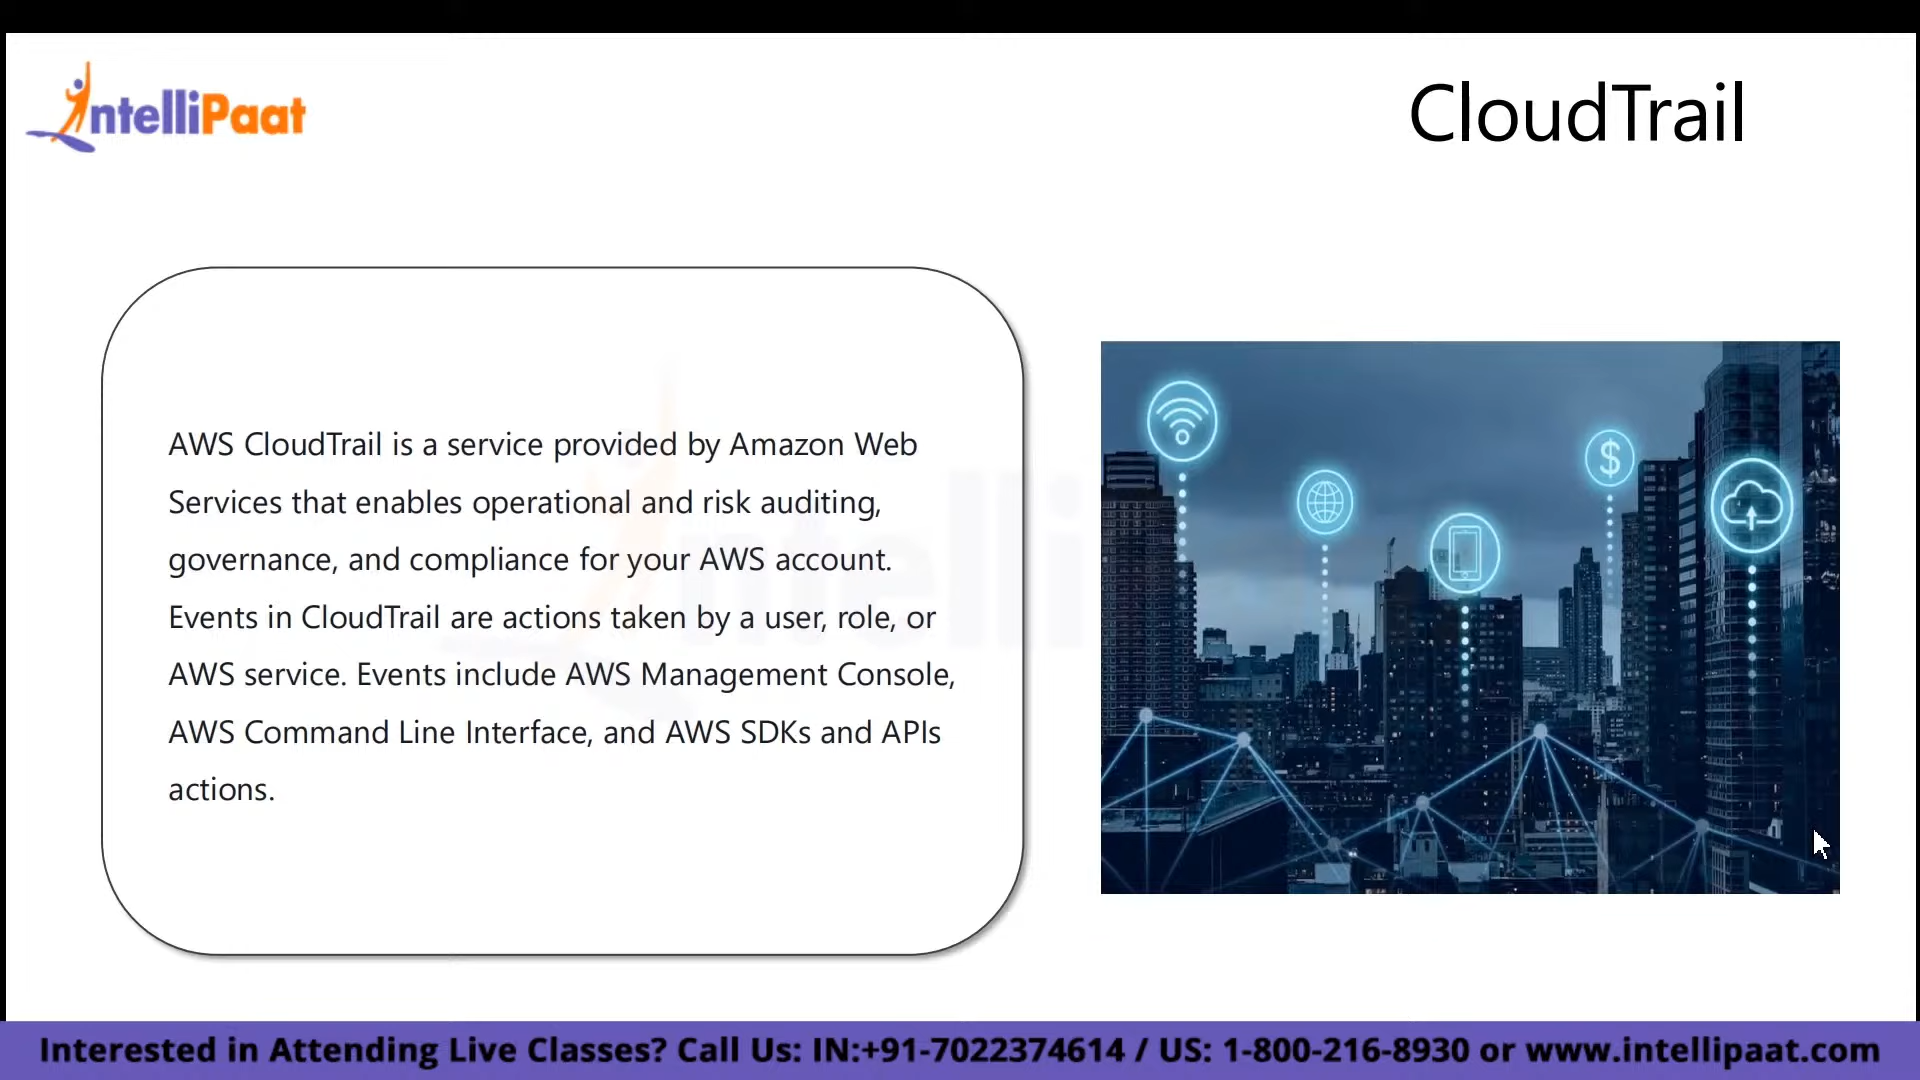 IntelliPaat
CloudTrail
AWS CloudTrail is a service provided by Amazon Web
Services that enables operational and risk auditing,
governance, and compliance for your AWS account.
Events in CloudTrail are actions taken by a user, role, or
AWS service. Events include AWS Management Console,
AWS Command Line Interface, and AWS SDKs and APIs
actions.
$
Interested in Attending Live Classes? Call Us: IN:+91-7022374614 / US: 1-800-216-8930 or www.intellipaat.com